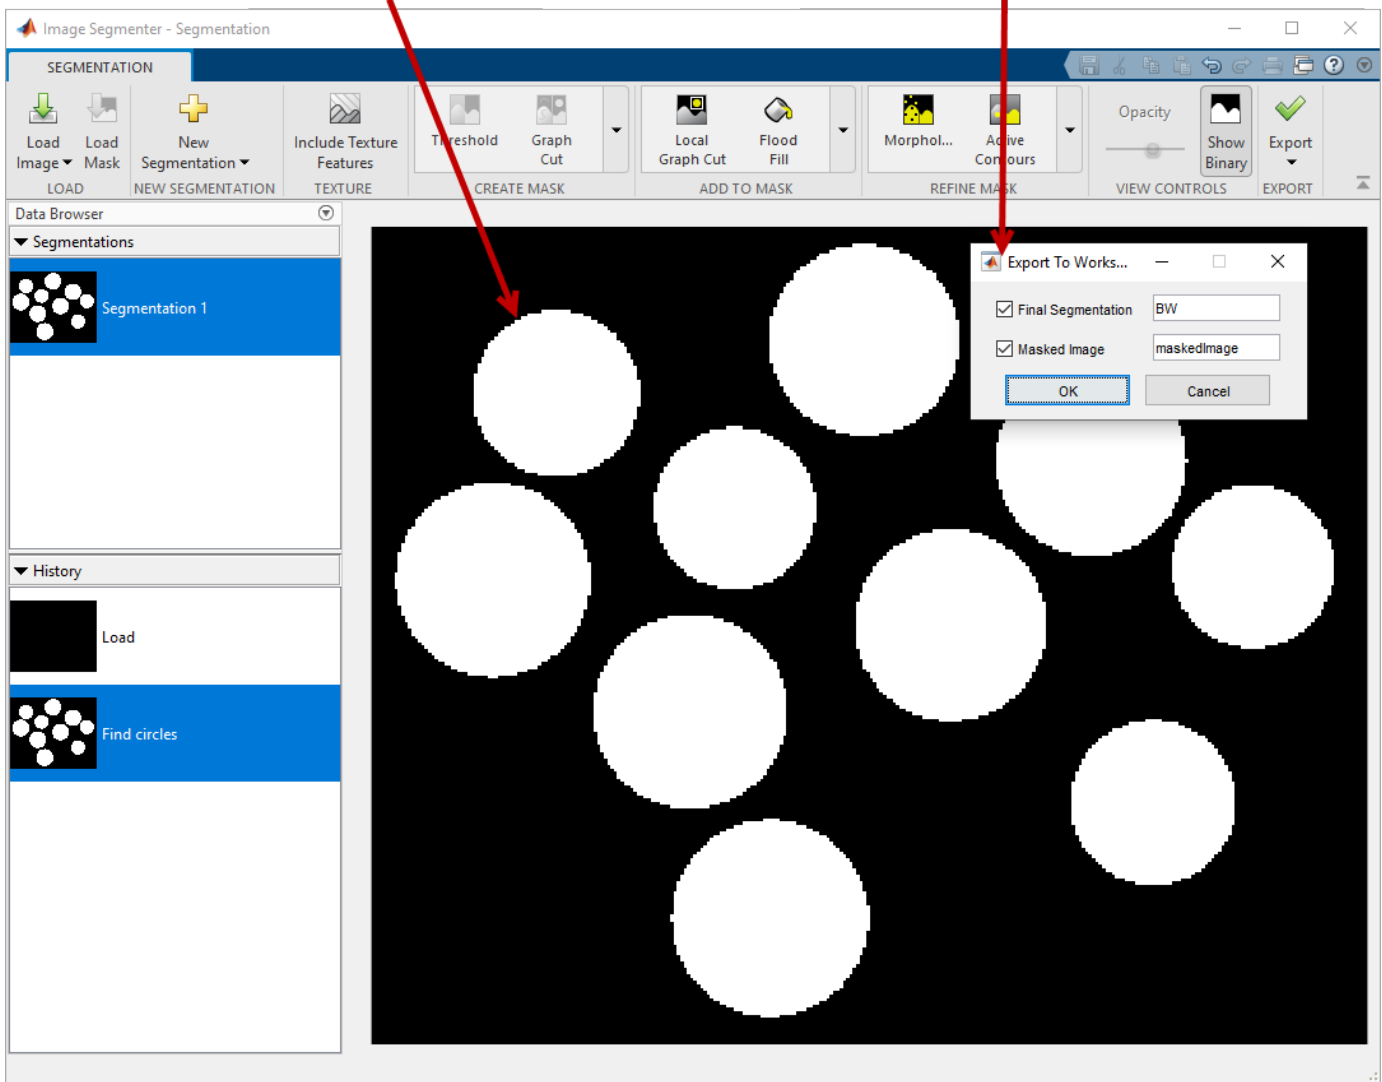 Image Segmenter - Segmentation
SEGMENTATION
Load Image
Load Mask
New Segmentation
Include Texture Features
Threshold
Graph Cut
Local Graph Cut
Flood Fill
Morphol...
Active Contours
Opacity
Show Binary
Export
LOAD
NEW SEGMENTATION
TEXTURE
CREATE MASK
ADD TO MASK
REFINE MASK
VIEW CONTROLS
EXPORT
Data Browser
Segmentations
Segmentation 1
History
Load
Find circles
Export To Works...
Final Segmentation BW
Masked Image maskedImage
OK Cancel